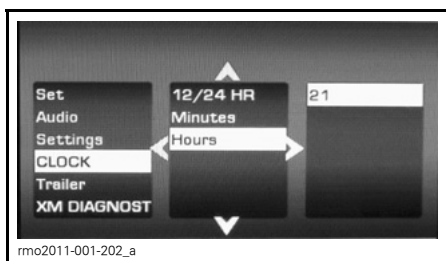 Set
Audio
Settings
CLOCK
Trailer
XM DIAGNOST
12/24 HR
Minutes
Hours
21
rmo2011-001-202_a